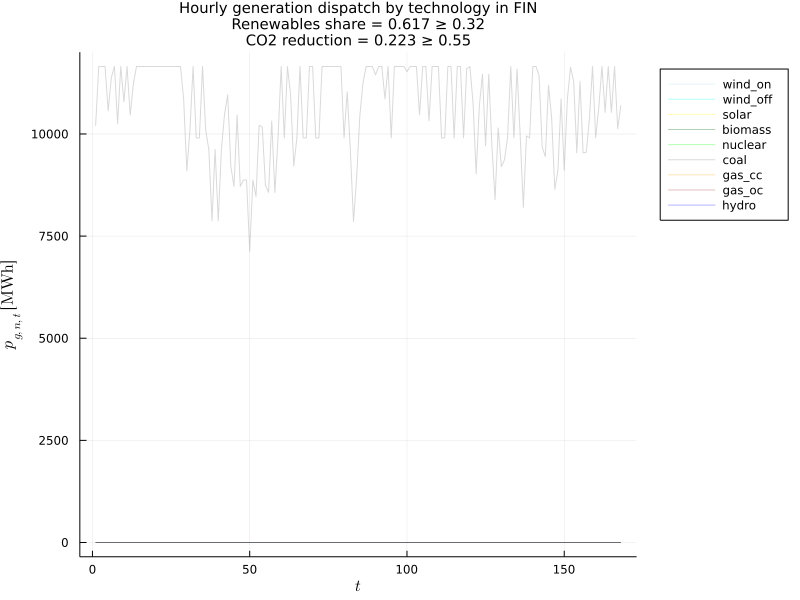 Hourly generation dispatch by technology in FIN
Renewables share = 0.617 ≥ 0.32
CO2 reduction = 0.223 ≥ 0.55
wind_on
wind_off
solar
biomass
nuclear
coal
gas_cc
gas_oc
hydro
p g, n, t [MWh]
10000
7500
5000
2500
0
0 50 100 150
t